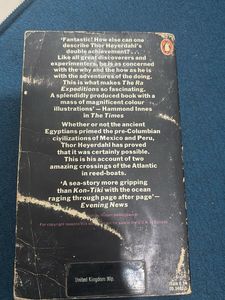 'Fantastic! How else can one
describe Thor Heyerdahl's
double achievement? . . .
Like all great discoverers and
experimenters, he is as concerned
with the why and the how as he is
with the adventures of the doing.
This is what makes The Ra
Expeditions so fascinating.
A splendidly produced book with a
mass of magnificent colour
illustrations' — Hammond Innes
in The Times
Whether or not the ancient
Egyptians primed the pre-Columbian
civilizations of Mexico and Peru,
Thor Heyerdahl has proved
that it was certainly possible.
This is his account of two
amazing crossings of the Atlantic
in reed-boats.
'A sea-story more gripping
than Kon-Tiki with the ocean
raging through page after page' —
Evening News
For copyright reasons this
United Kingdom 90p.